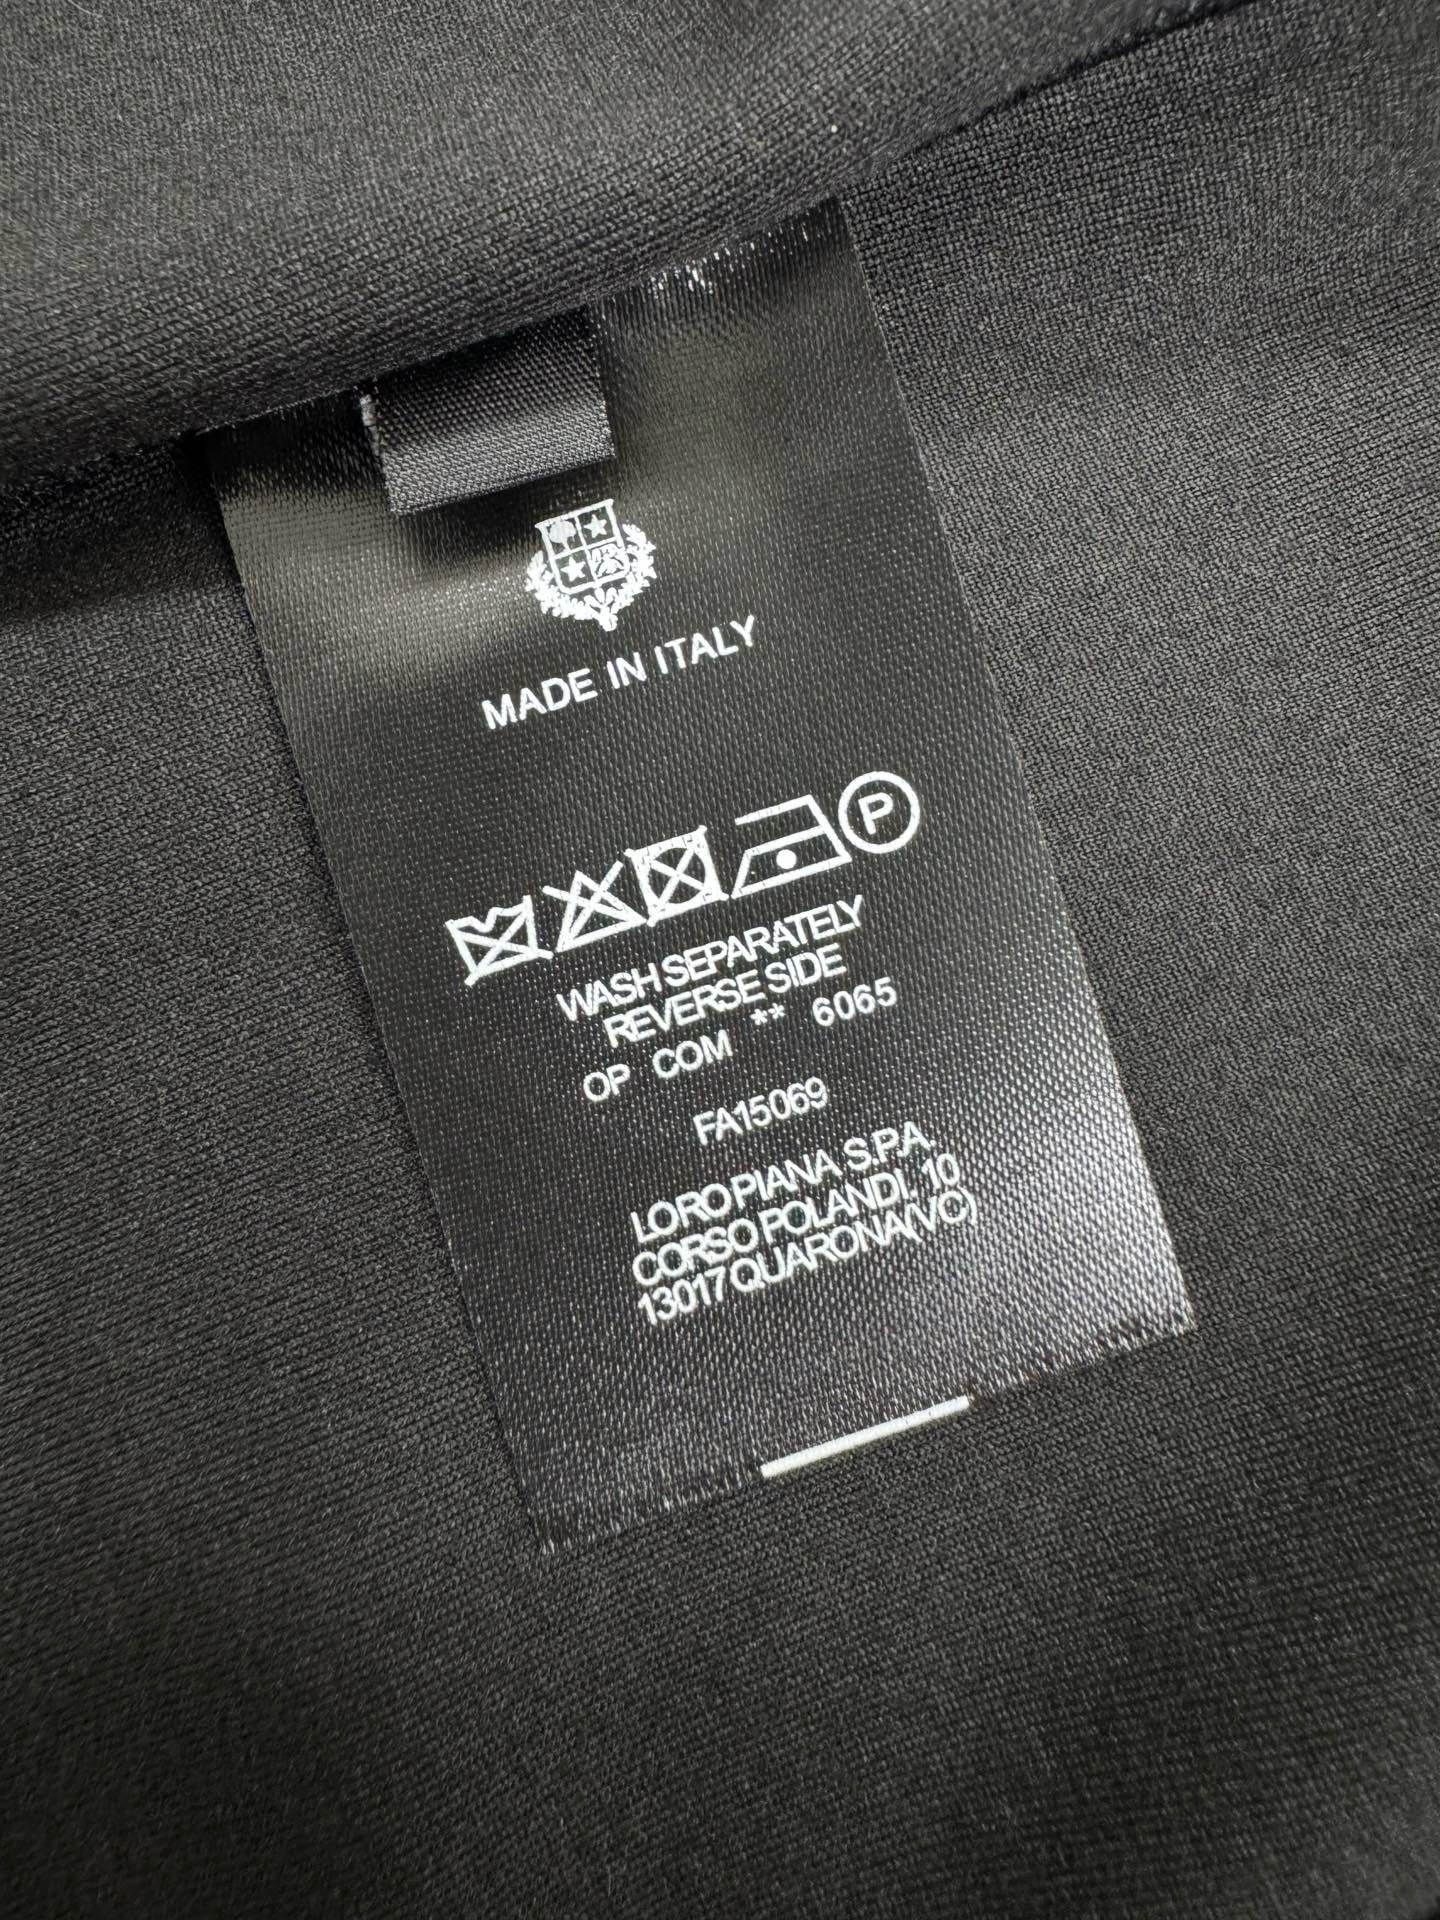 MADE IN ITALY
P
WASH SEPARATELY
REVERSE SIDE
OP COM ** 6065
FA15069
LORO PIANA S.P.A.
CORSO POLANDI, 10
13017 QUARONA(VC)